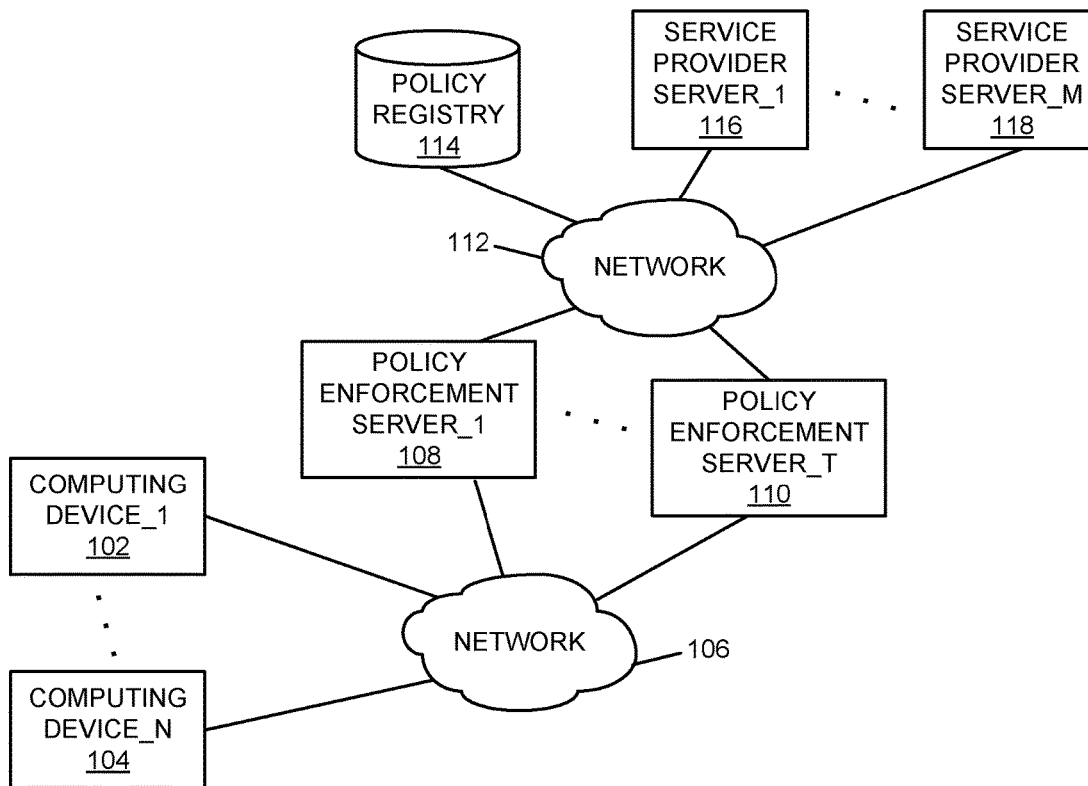 POLICY
REGISTRY
114
SERVICE
PROVIDER
SERVER_1
116
SERVICE
PROVIDER
SERVER_M
118
112
NETWORK
POLICY
ENFORCEMENT
SERVER_1
108
POLICY
ENFORCEMENT
SERVER_T
110
COMPUTING
DEVICE_1
102
NETWORK
106
COMPUTING
DEVICE_N
104